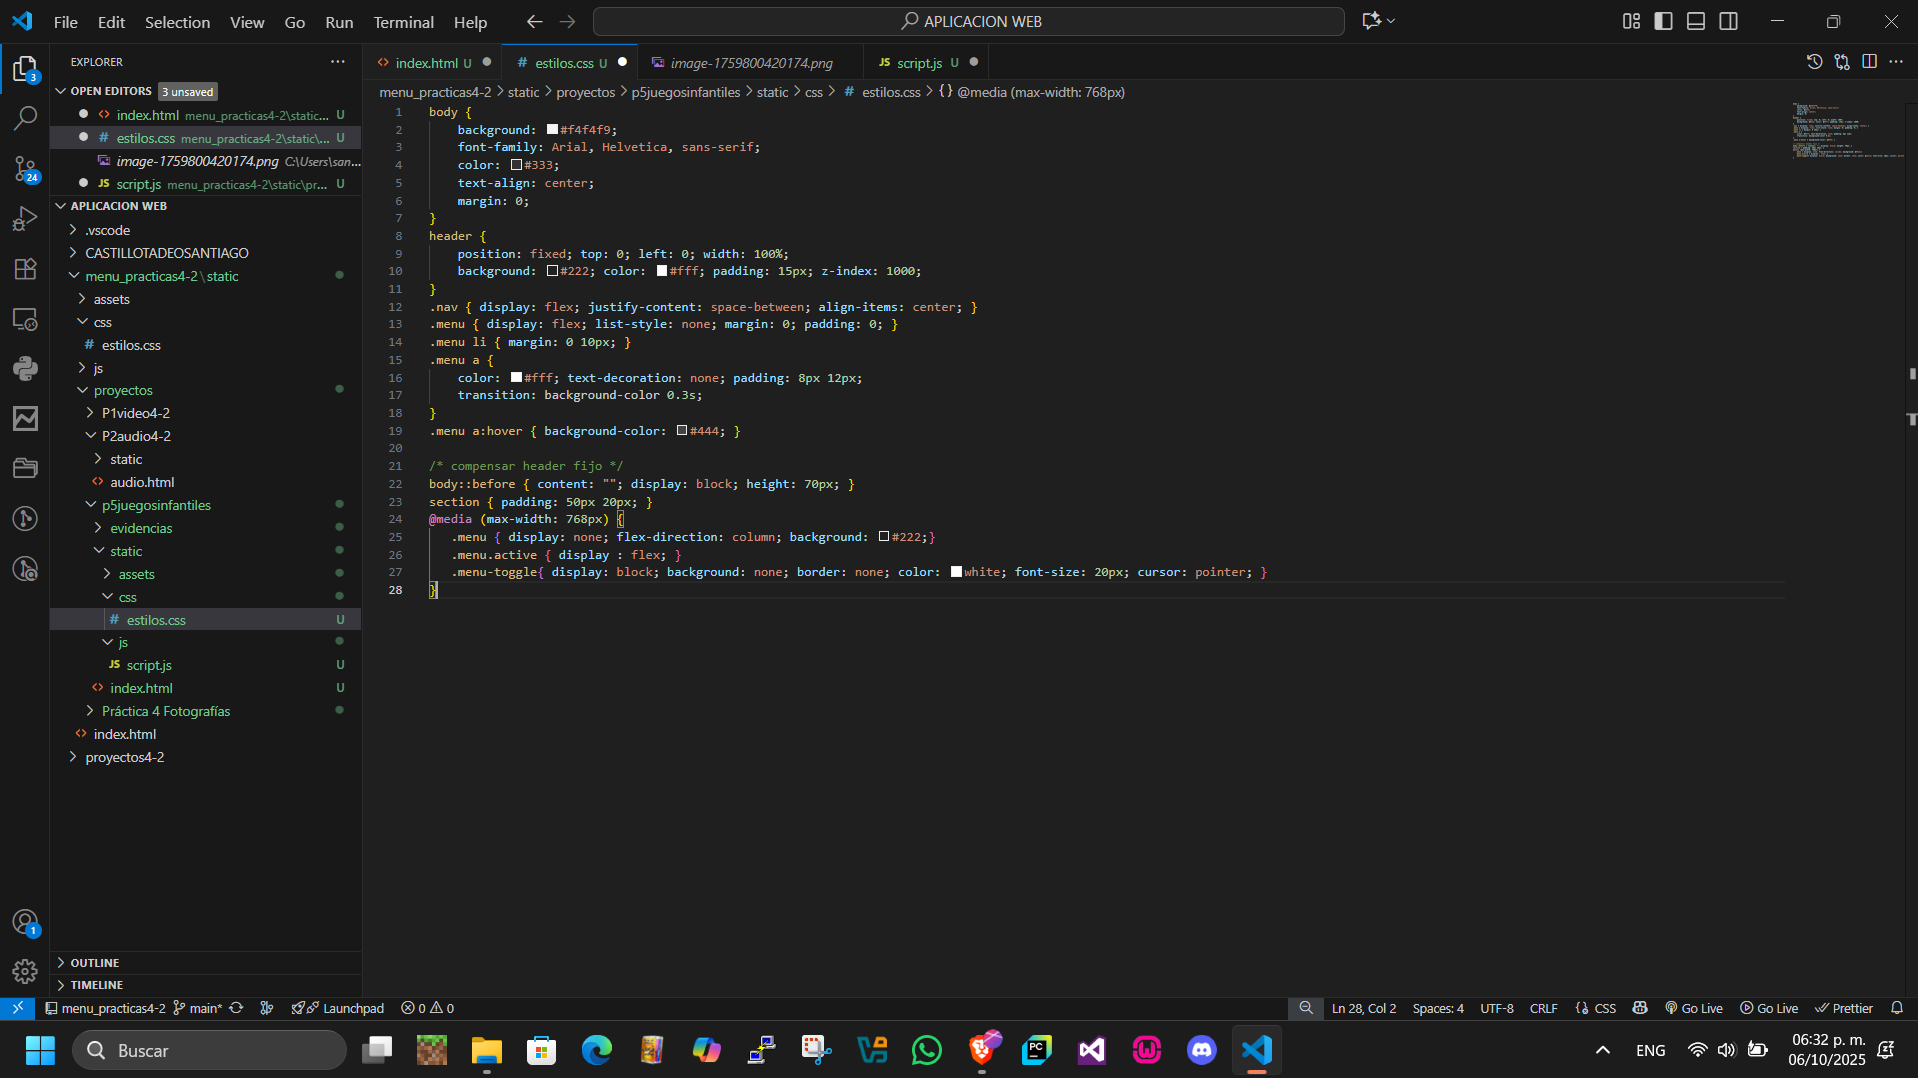 File Edit Selection View Go Run Terminal Help
APLICACION WEB
EXPLORER
OPEN EDITORS 3 unsaved
index.html menu_practicas4-2\static... U
estilos.css menu_practicas4-2\static\... U
image-1759800420174.png C:\Users\san...
script.js menu_practicas4-2\static\pr... U
APLICACION WEB
.vscode
CASTILLOTADEOSANTIAGO
menu_practicas4-2\static
assets
css
estilos.css
js
proyectos
P1video4-2
P2audio4-2
static
audio.html
p5juegosinfantiles
evidencias
static
assets
css
estilos.css U
js
script.js U
index.html U
Práctica 4 Fotografías
index.html
proyectos4-2
OUTLINE
TIMELINE
index.html U
estilos.css U
image-1759800420174.png
JS script.js U
menu_practicas4-2 > static > proyectos > p5juegosinfantiles > static > css > # estilos.css > {} @media (max-width: 768px)
1 body {
2 background: #f4f4f9;
3 font-family: Arial, Helvetica, sans-serif;
4 color: #333;
5 text-align: center;
6 margin: 0;
7 }
8 header {
9 position: fixed; top: 0; left: 0; width: 100%;
10 background: #222; color: #fff; padding: 15px; z-index: 1000;
11 }
12 .nav { display: flex; justify-content: space-between; align-items: center; }
13 .menu { display: flex; list-style: none; margin: 0; padding: 0; }
14 .menu li { margin: 0 10px; }
15 .menu a {
16 color: #fff; text-decoration: none; padding: 8px 12px;
17 transition: background-color 0.3s;
18 }
19 .menu a:hover { background-color: #444; }
20
21 /* compensar header fijo */
22 body::before { content: ""; display: block; height: 70px; }
23 section { padding: 50px 20px; }
24 @media (max-width: 768px) {
25 .menu { display: none; flex-direction: column; background: #222;}
26 .menu.active { display : flex; }
27 .menu-toggle{ display: block; background: none; border: none; color: white; font-size: 20px; cursor: pointer; }
28 }
3
24
1
menu_practicas4-2 main* Launchpad 0 0
Ln 28, Col 2 Spaces: 4 UTF-8 CRLF {} CSS Go Live Go Live Prettier
Buscar
PC
ENG
06:32 p. m.
06/10/2025